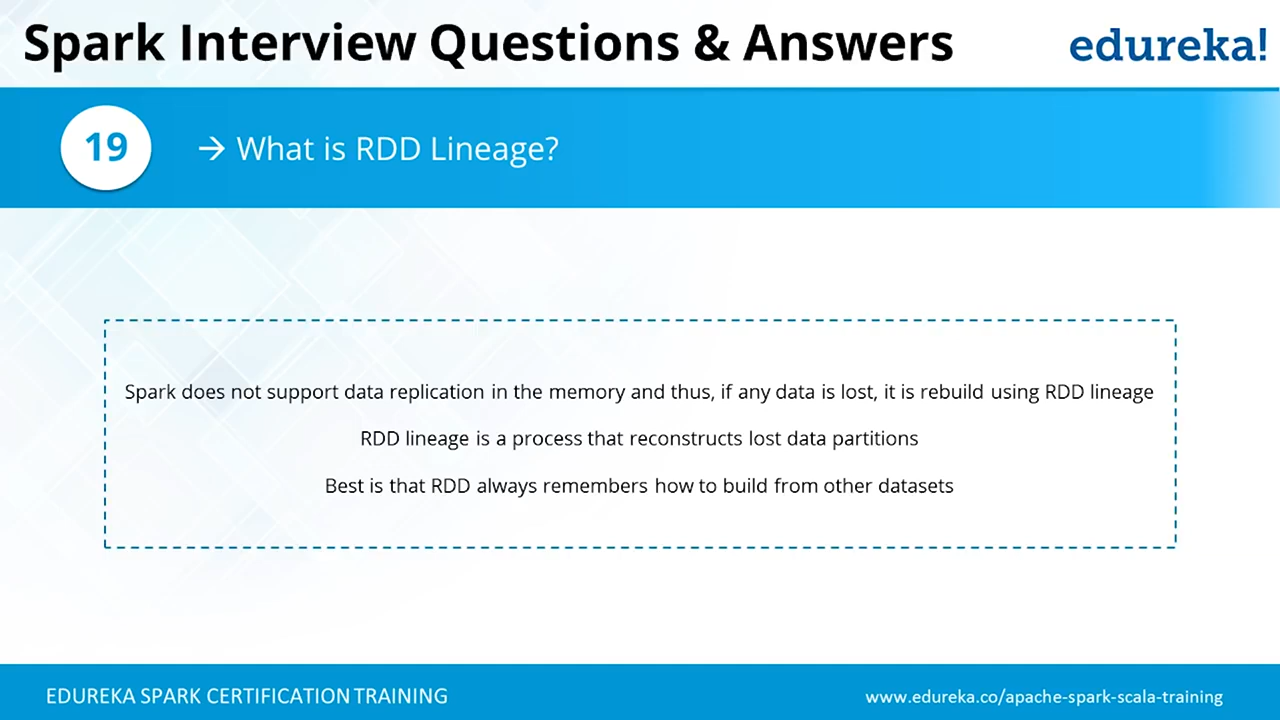 Spark Interview Questions & Answers
edureka!
19
→ What is RDD Lineage?
Spark does not support data replication in the memory and thus, if any data is lost, it is rebuild using RDD lineage
RDD lineage is a process that reconstructs lost data partitions
Best is that RDD always remembers how to build from other datasets
EDUREKA SPARK CERTIFICATION TRAINING
www.edureka.co/apache-spark-scala-training